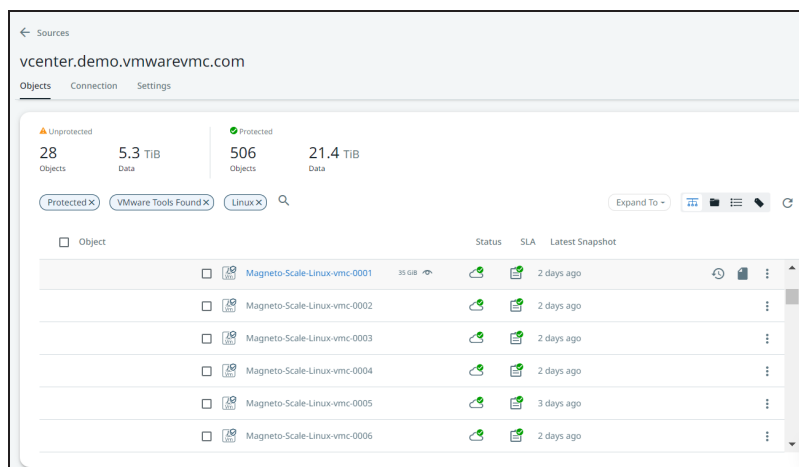 Sources
vcenter.demo.vmwarevmc.com
Objects Connection Settings
Unprotected Protected
28 5.3 TiB 506 21.4 TiB
Objects Data Objects Data
Protected VMware Tools Found Linux Expand To
Object Status SLA Latest Snapshot
Magneto-Scale-Linux-vmc-0001 35 GiB 2 days ago
Magneto-Scale-Linux-vmc-0002 2 days ago
Magneto-Scale-Linux-vmc-0003 2 days ago
Magneto-Scale-Linux-vmc-0004 2 days ago
Magneto-Scale-Linux-vmc-0005 3 days ago
Magneto-Scale-Linux-vmc-0006 2 days ago